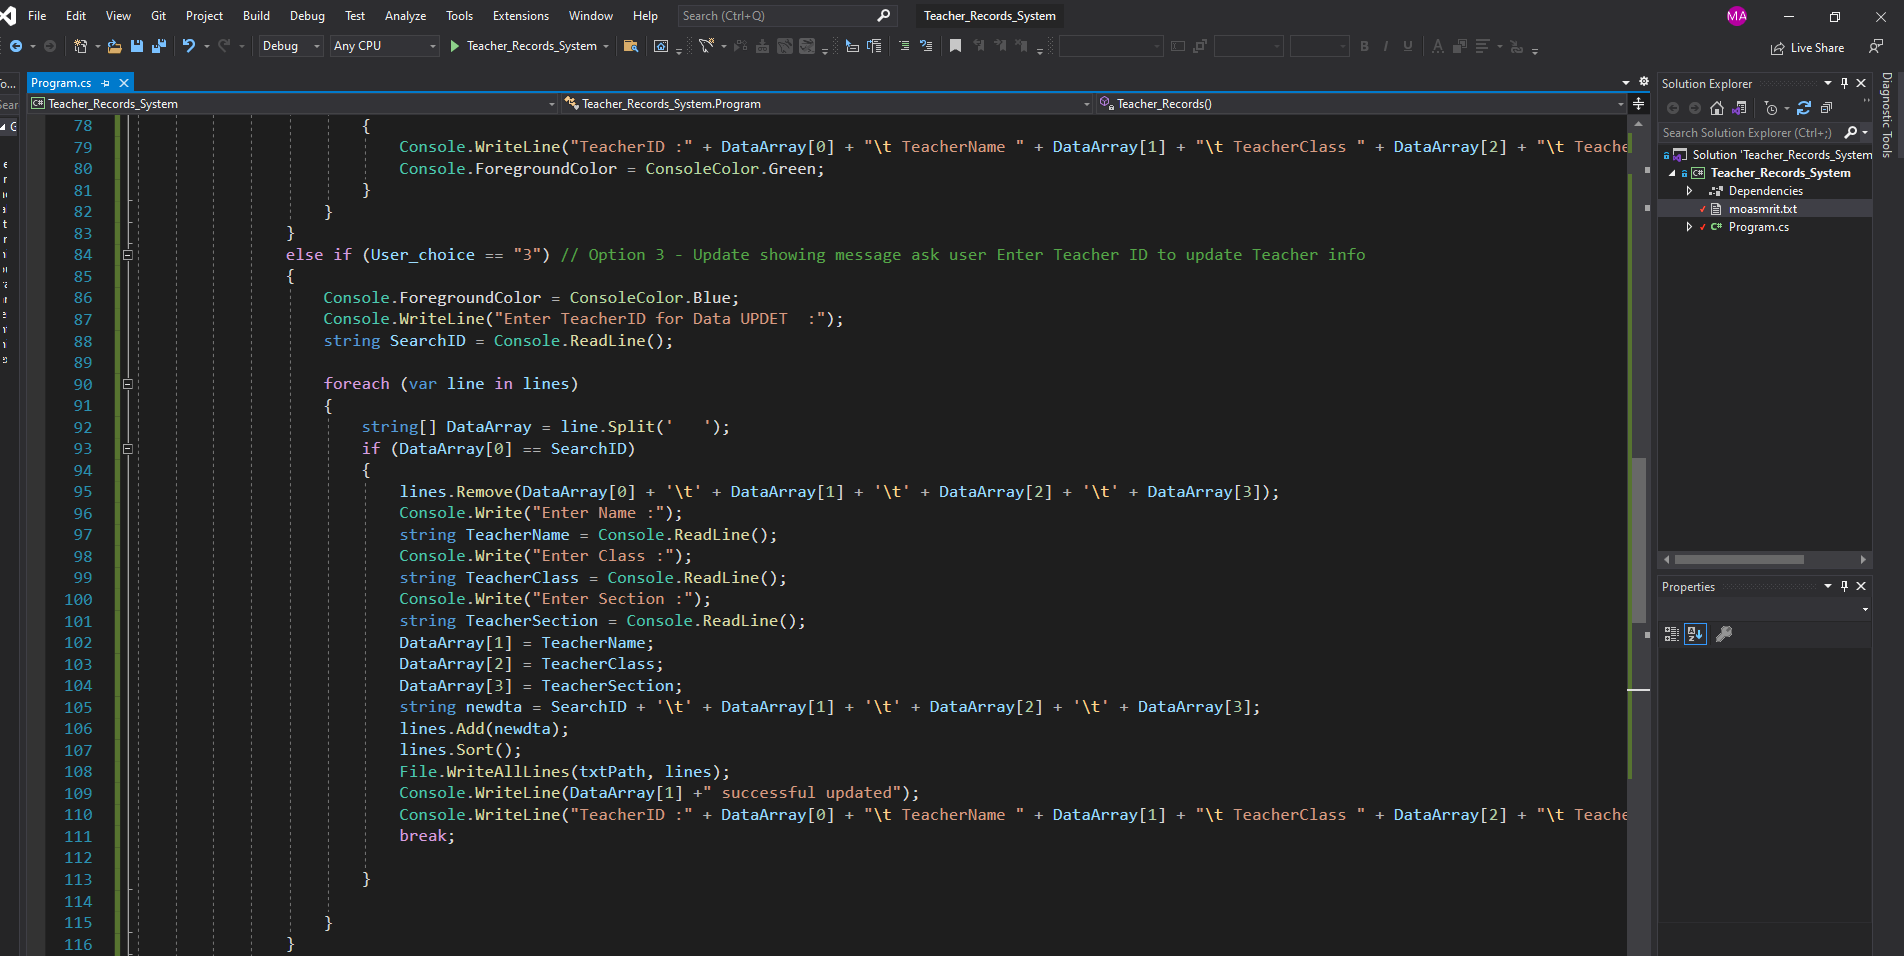 File Edit View Git Project Build Debug Test Analyze Tools Extensions Window Help Search (Ctrl+Q) Teacher_Records_System MA
Debug Any CPU Teacher_Records_System Live Share
Program.cs
Teacher_Records_System Teacher_Records_System.Program Teacher_Records()
78 {
79 Console.WriteLine("TeacherID :" + DataArray[0] + "\t TeacherName " + DataArray[1] + "\t TeacherClass " + DataArray[2] + "\t Teache
80 Console.ForegroundColor = ConsoleColor.Green;
81 }
82 }
83 }
84 else if (User_choice == "3") // Option 3 - Update showing message ask user Enter Teacher ID to update Teacher info
85 {
86 Console.ForegroundColor = ConsoleColor.Blue;
87 Console.WriteLine("Enter TeacherID for Data UPDET  :");
88 string SearchID = Console.ReadLine();
89
90 foreach (var line in lines)
91 {
92 string[] DataArray = line.Split('   ');
93 if (DataArray[0] == SearchID)
94 {
95 lines.Remove(DataArray[0] + '\t' + DataArray[1] + '\t' + DataArray[2] + '\t' + DataArray[3]);
96 Console.Write("Enter Name :");
97 string TeacherName = Console.ReadLine();
98 Console.Write("Enter Class :");
99 string TeacherClass = Console.ReadLine();
100 Console.Write("Enter Section :");
101 string TeacherSection = Console.ReadLine();
102 DataArray[1] = TeacherName;
103 DataArray[2] = TeacherClass;
104 DataArray[3] = TeacherSection;
105 string newdta = SearchID + '\t' + DataArray[1] + '\t' + DataArray[2] + '\t' + DataArray[3];
106 lines.Add(newdta);
107 lines.Sort();
108 File.WriteAllLines(txtPath, lines);
109 Console.WriteLine(DataArray[1] +" successful updated");
110 Console.WriteLine("TeacherID :" + DataArray[0] + "\t TeacherName " + DataArray[1] + "\t TeacherClass " + DataArray[2] + "\t Teache
111 break;
112
113 }
114
115 }
116 }
Solution Explorer
Search Solution Explorer (Ctrl+;)
Solution 'Teacher_Records_System
Teacher_Records_System
Dependencies
moasmrit.txt
Program.cs
Properties
Diagnostic Tools